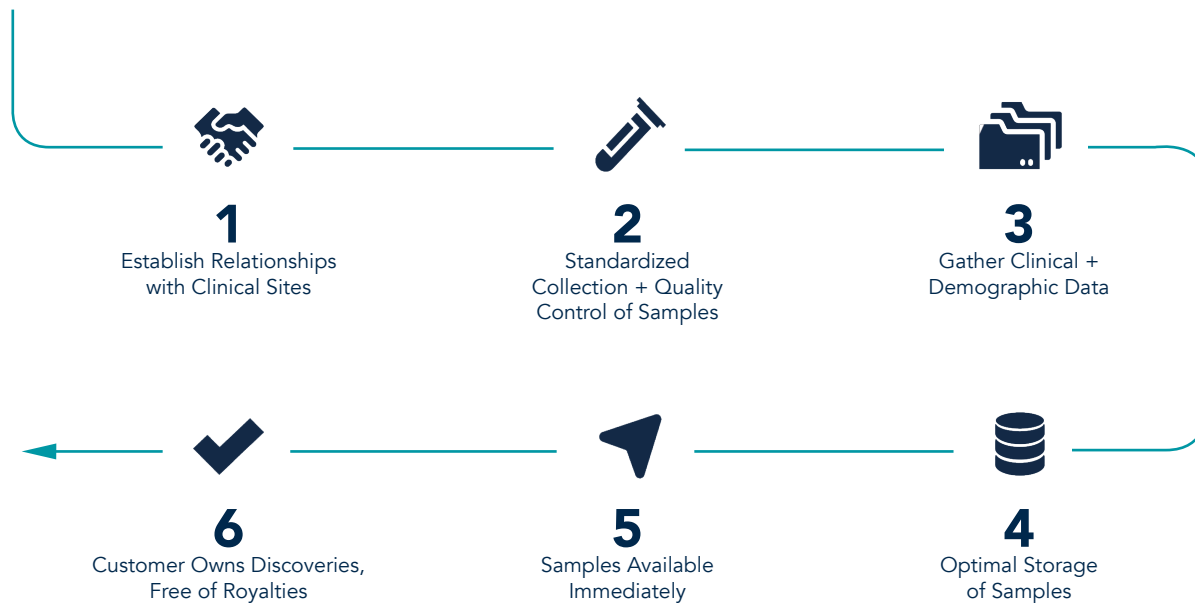 1
Establish Relationships
with Clinical Sites
2
Standardized
Collection + Quality
Control of Samples
3
Gather Clinical +
Demographic Data
4
Optimal Storage
of Samples
5
Samples Available
Immediately
6
Customer Owns Discoveries,
Free of Royalties